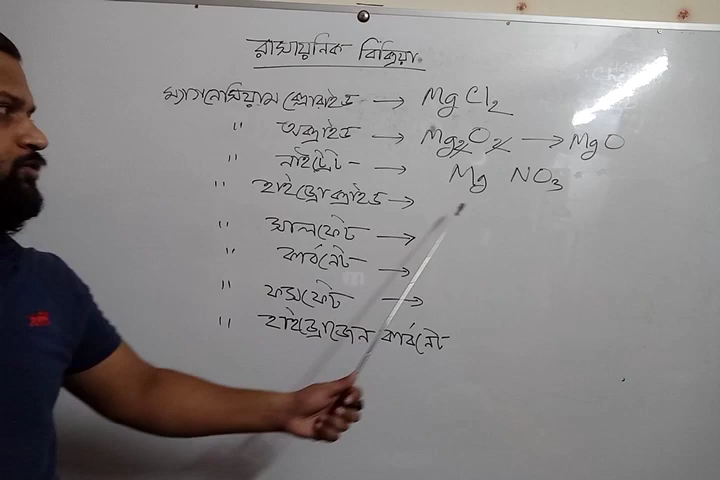 রাসায়নিক বিক্রিয়া
ম্যাগনেসিয়াম ক্লোরাইড → MgCl₂
" অক্সাইড → Mg₂O₂ → MgO
" নাইট্রেট → Mg NO₃
" হাইড্রোক্সাইড →
" সালফেট →
" কার্বনেট →
" ফসফেট →
" হাইড্রোজেন কার্বনেট